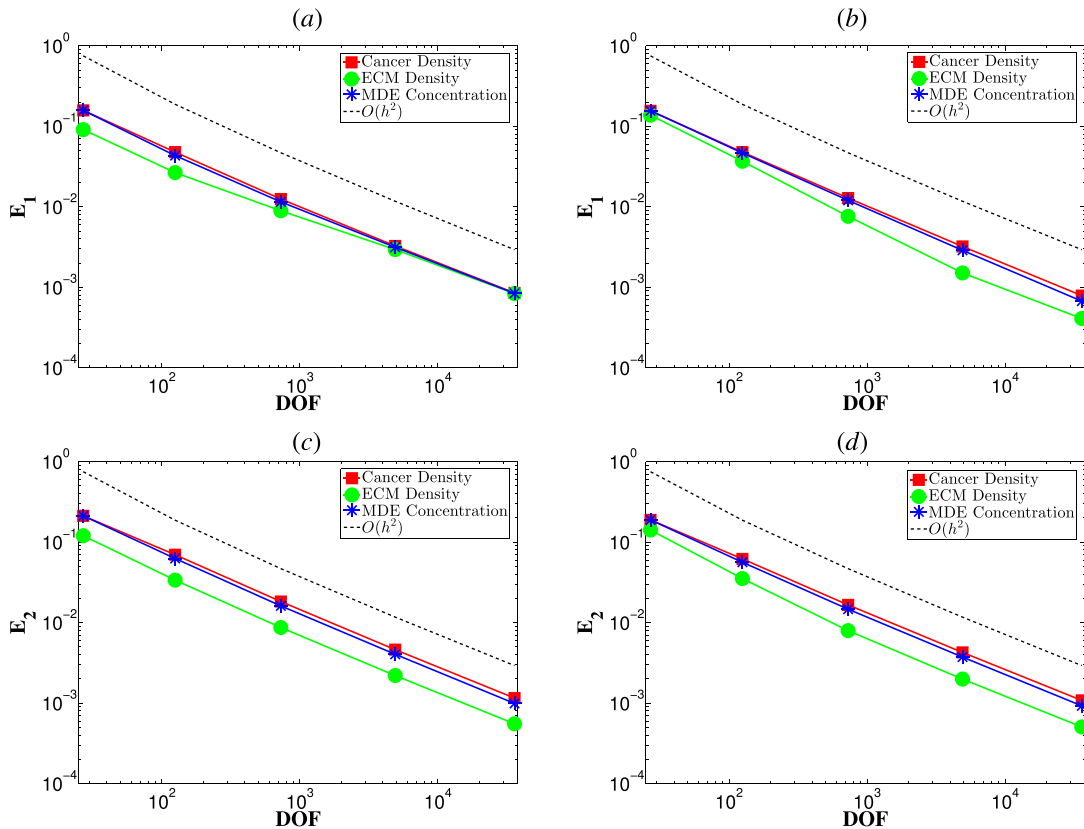 (a)
10^0
10^-1
10^-2
10^-3
10^-4
E_1
10^2
10^3
10^4
DOF
Cancer Density
ECM Density
MDE Concentration
O(h^2)
(b)
10^0
10^-1
10^-2
10^-3
10^-4
E_1
10^2
10^3
10^4
DOF
Cancer Density
ECM Density
MDE Concentration
O(h^2)
(c)
10^0
10^-1
10^-2
10^-3
10^-4
E_2
10^2
10^3
10^4
DOF
Cancer Density
ECM Density
MDE Concentration
O(h^2)
(d)
10^0
10^-1
10^-2
10^-3
10^-4
E_2
10^2
10^3
10^4
DOF
Cancer Density
ECM Density
MDE Concentration
O(h^2)